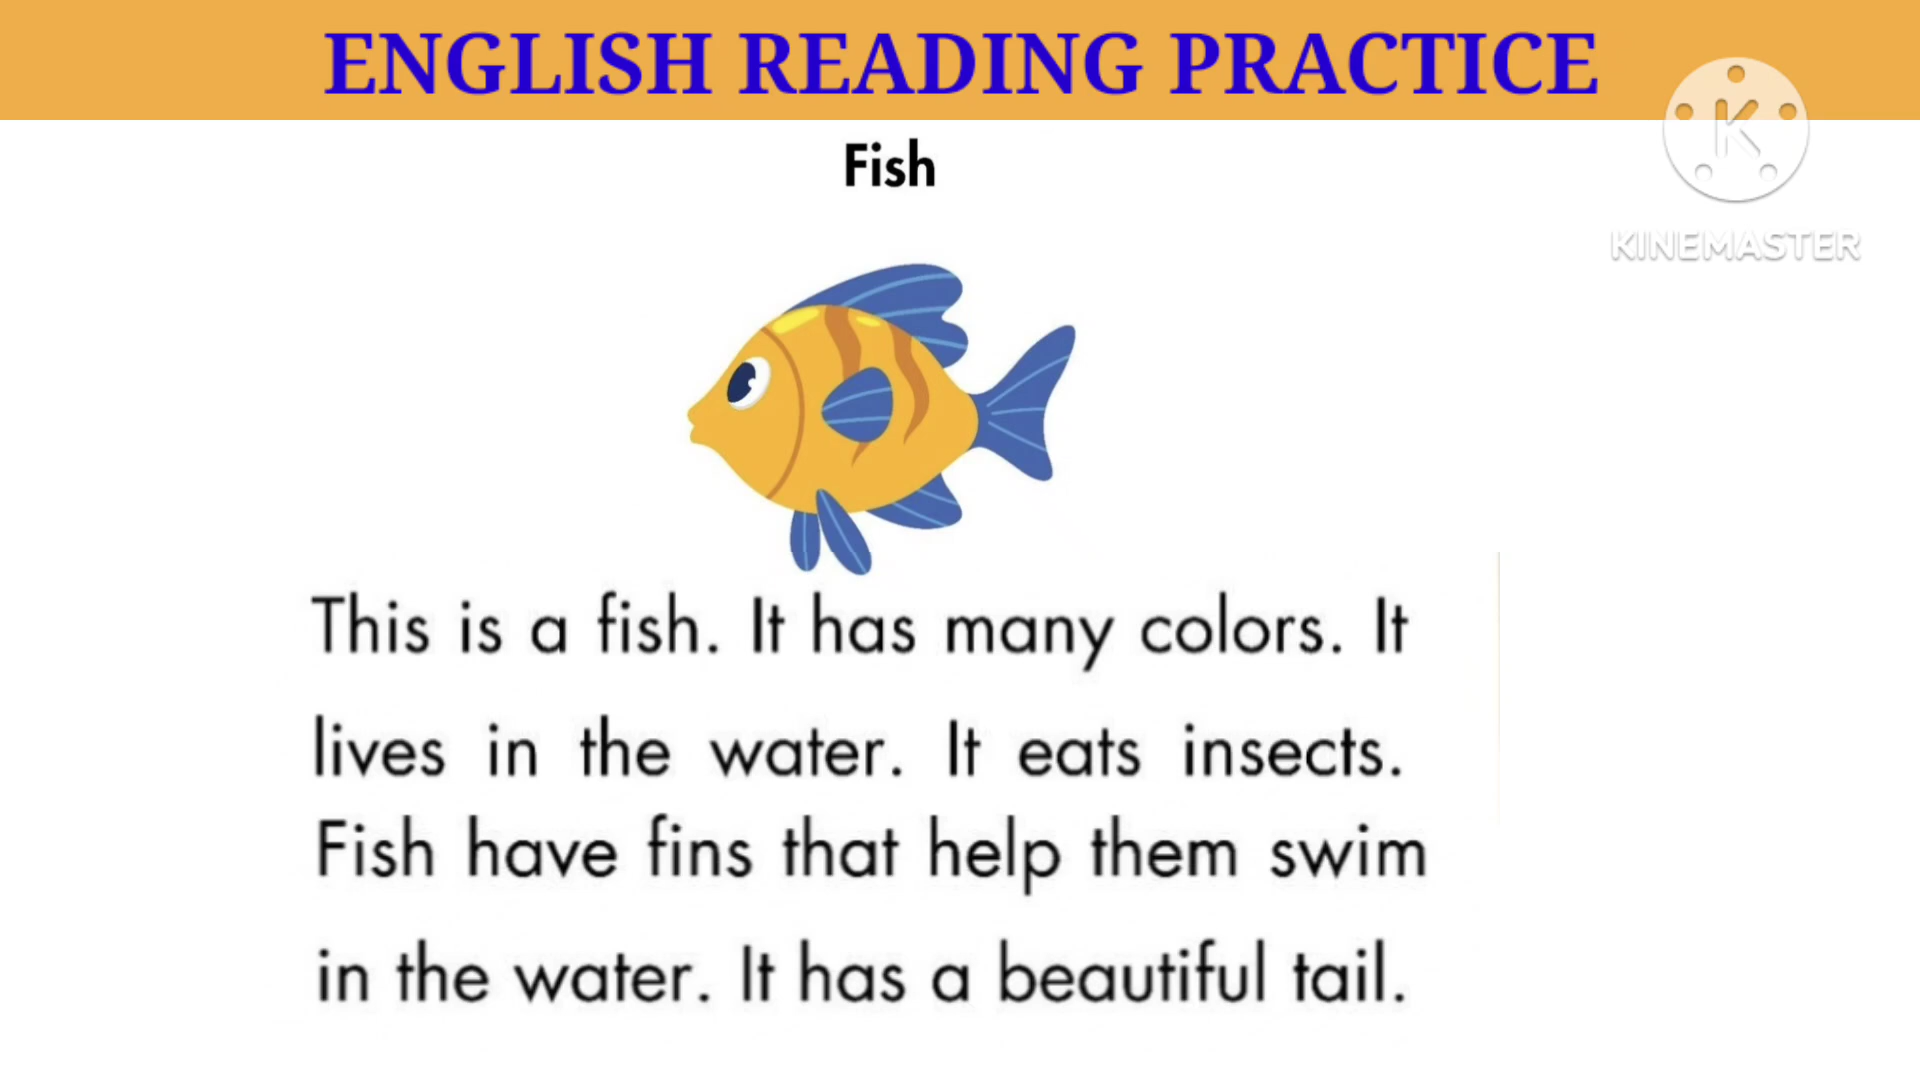 ENGLISH READING PRACTICE
Fish
K
KINEMASTER
This is a fish. It has many colors. It
lives in the water. It eats insects.
Fish have fins that help them swim
in the water. It has a beautiful tail.